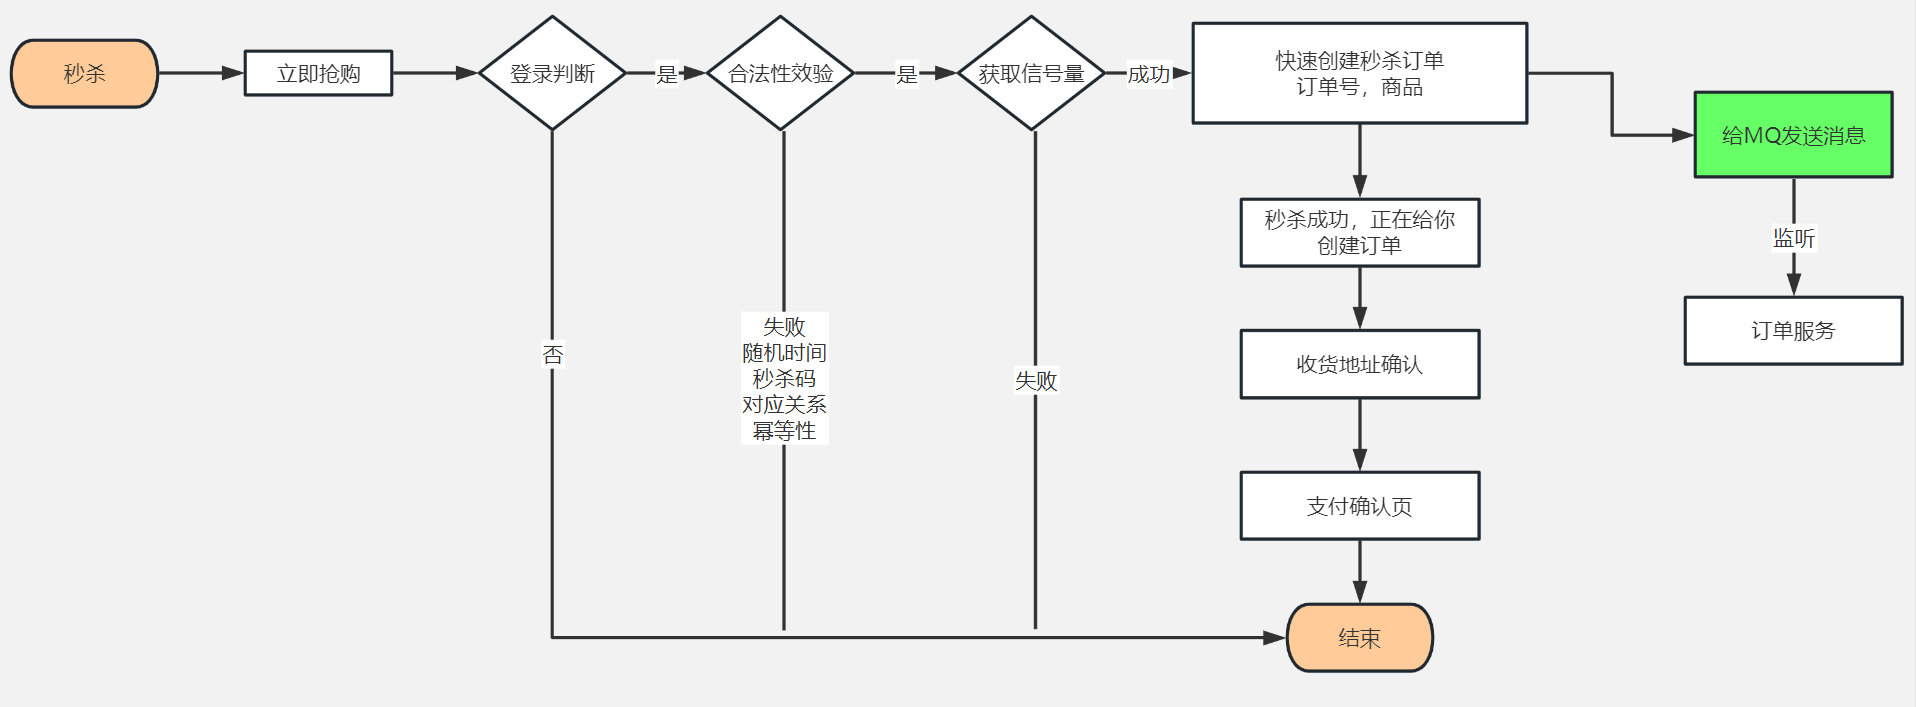 秒杀
立即抢购
登录判断
是
合法性效验
是
获取信号量
成功
快速创建秒杀订单
订单号，商品
给MQ发送消息
监听
订单服务
秒杀成功，正在给你
创建订单
收货地址确认
支付确认页
否
失败
随机时间
秒杀码
对应关系
幂等性
失败
结束